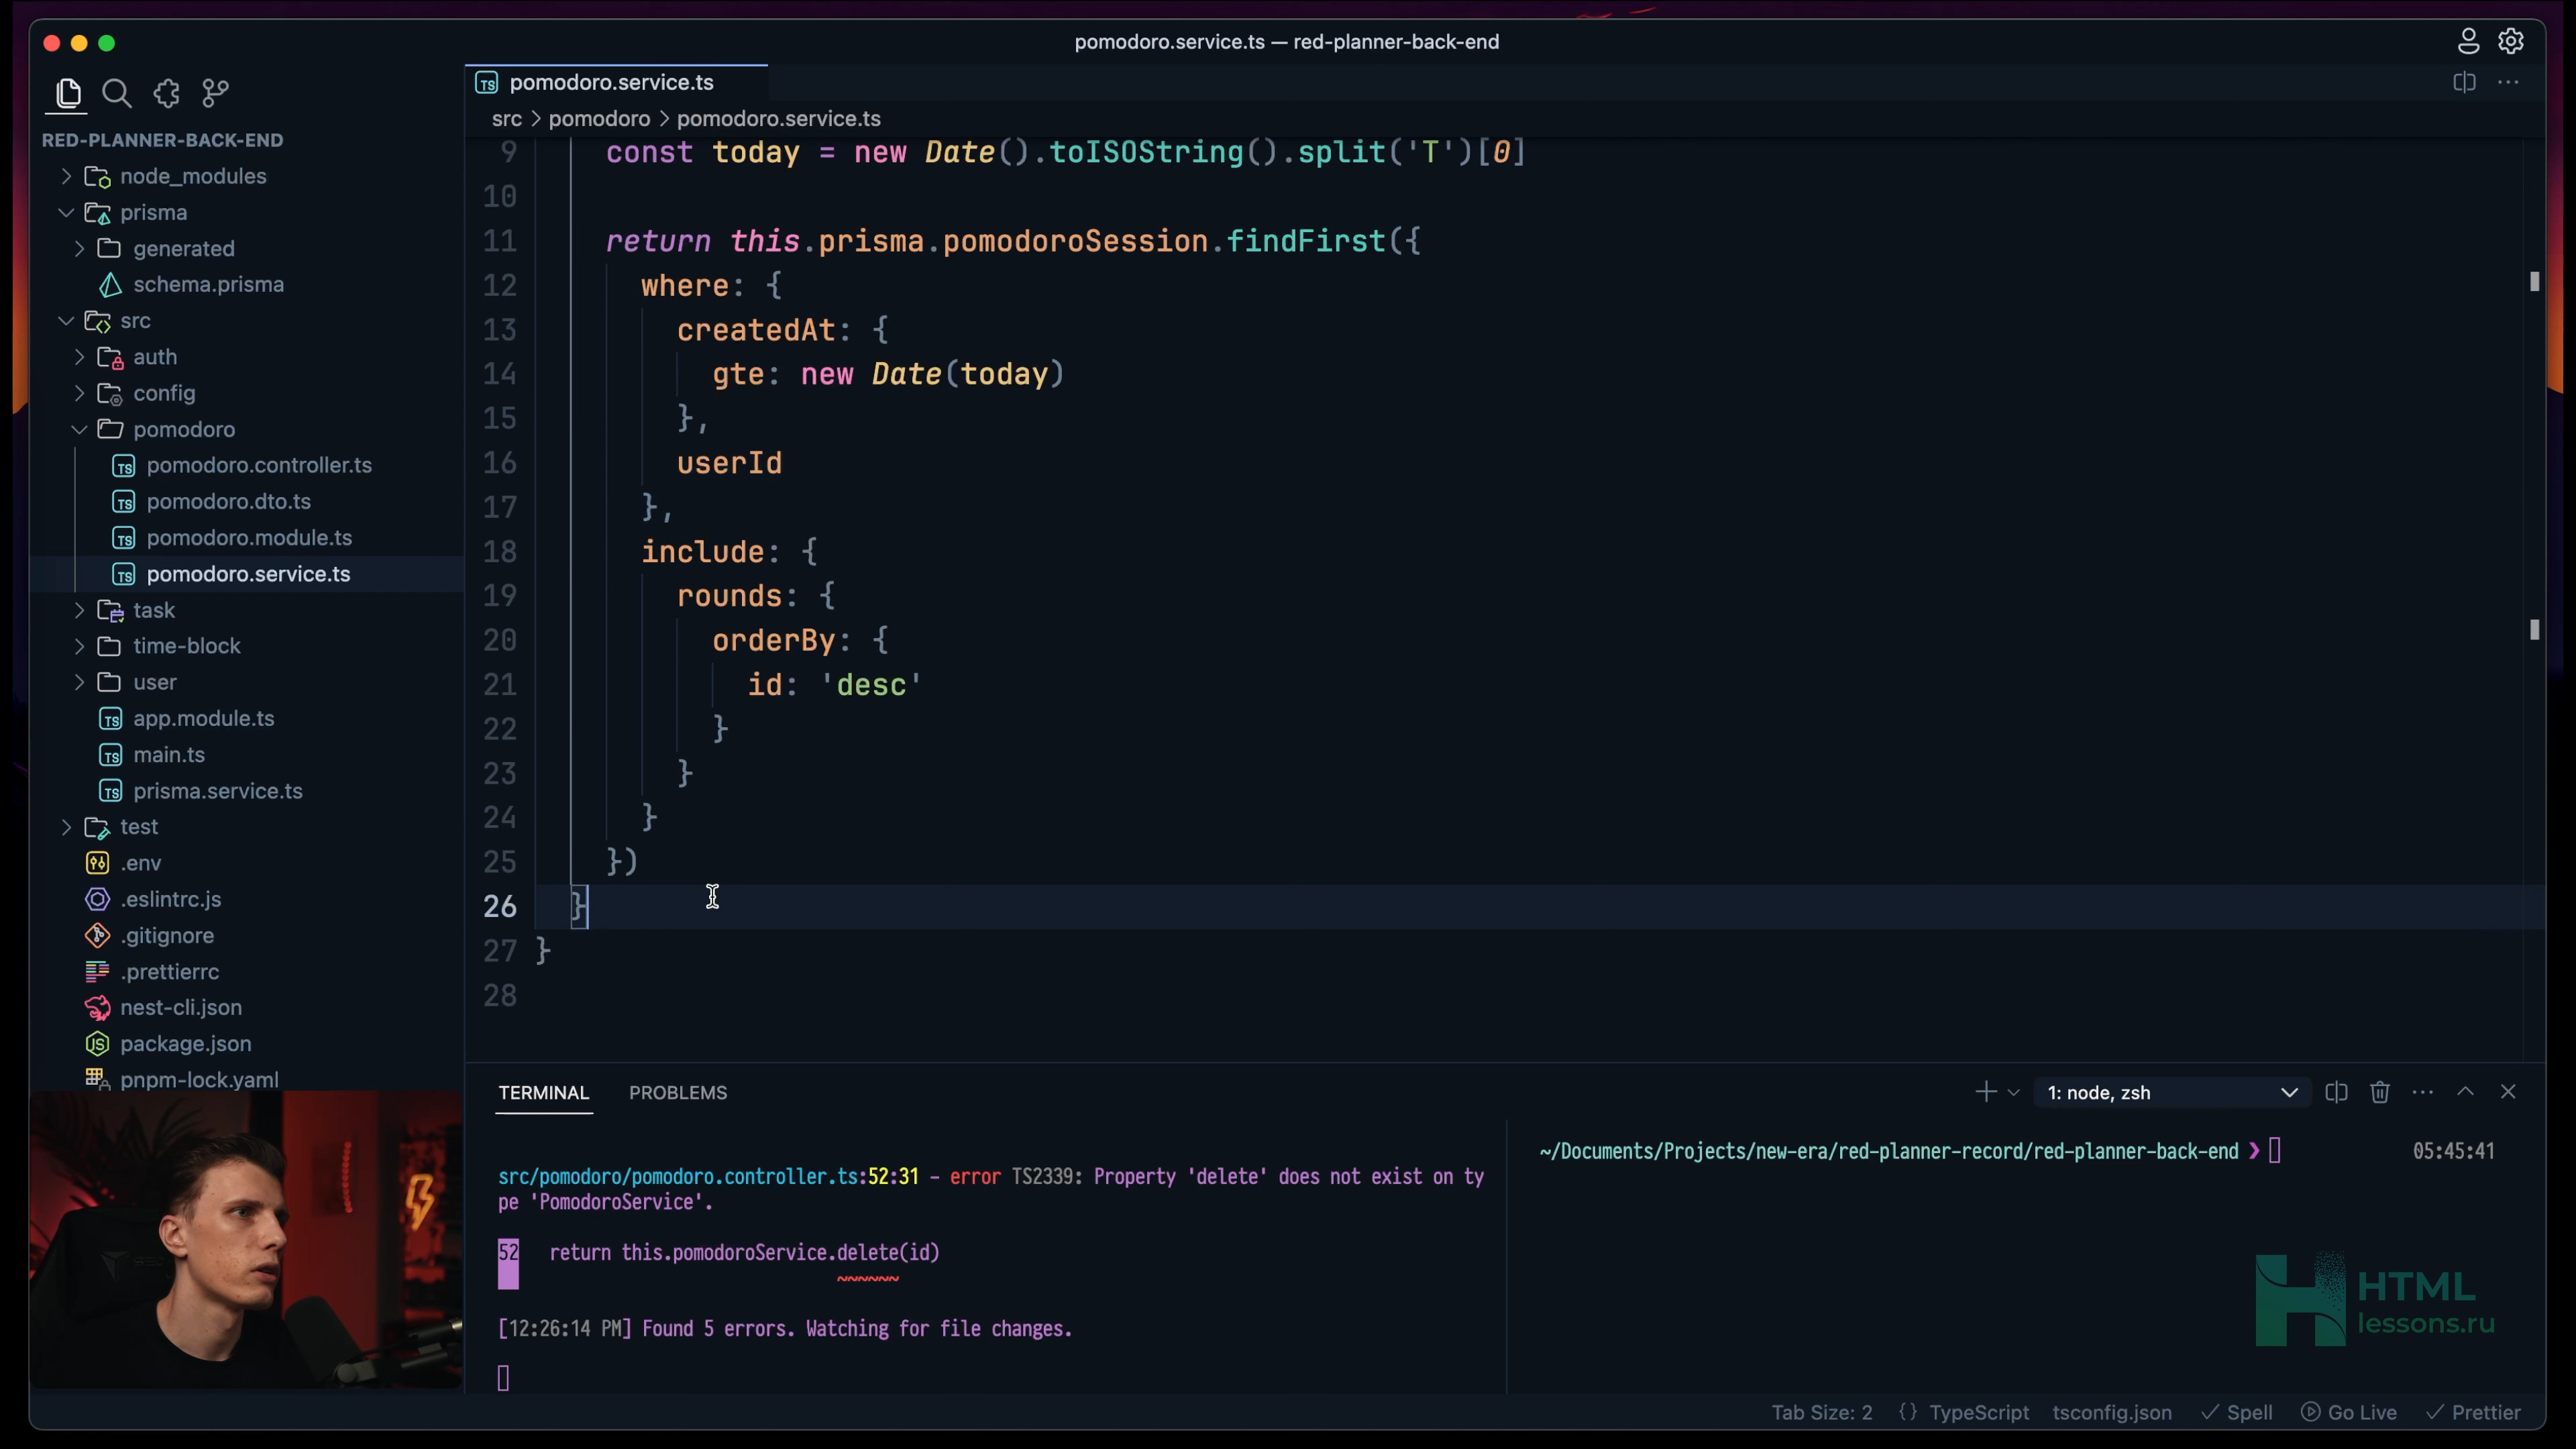 pomodoro.service.ts — red-planner-back-end
RED-PLANNER-BACK-END
node_modules
prisma
generated
schema.prisma
src
auth
config
pomodoro
pomodoro.controller.ts
pomodoro.dto.ts
pomodoro.module.ts
pomodoro.service.ts
task
time-block
user
app.module.ts
main.ts
prisma.service.ts
test
.env
.eslintrc.js
.gitignore
.prettierrc
nest-cli.json
package.json
pnpm-lock.yaml
pomodoro.service.ts
src > pomodoro > pomodoro.service.ts
9 const today = new Date().toISOString().split('T')[0]
10
11 return this.prisma.pomodoroSession.findFirst({
12 where: {
13 createdAt: {
14 gte: new Date(today)
15 },
16 userId
17 },
18 include: {
19 rounds: {
20 orderBy: {
21 id: 'desc'
22 }
23 }
24 }
25 })
26 }
27 }
28
TERMINAL PROBLEMS
1: node, zsh
src/pomodoro/pomodoro.controller.ts:52:31 - error TS2339: Property 'delete' does not exist on ty
pe 'PomodoroService'.
52 return this.pomodoroService.delete(id)
~~~~~~
[12:26:14 PM] Found 5 errors. Watching for file changes.
~/Documents/Projects/new-era/red-planner-record/red-planner-back-end ❯ 05:45:41
HTML
lessons.ru
Tab Size: 2 {} TypeScript tsconfig.json ✓ Spell Go Live ✓ Prettier